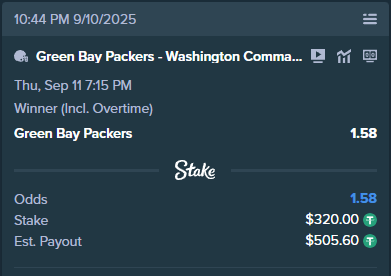 10:44 PM 9/10/2025
Green Bay Packers - Washington Comma...
Thu, Sep 11 7:15 PM
Winner (Incl. Overtime)
Green Bay Packers 1.58
Stake
Odds 1.58
Stake $320.00
Est. Payout $505.60